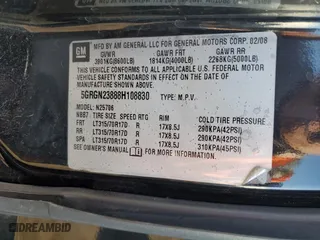 GM
MFD BY AM GENERAL LLC FOR GENERAL MOTORS CORP. 02/08
GVWR GAWR FRT GAWR RR
3901KG(8600LB) 1814KG(4000LB) 2268KG(5000LB)
THIS VEHICLE CONFORMS TO ALL APPLICABLE U.S. FEDERAL MOTOR
VEHICLE SAFETY STANDARDS IN EFFECT ON THE DATE OF
MANUFACTURE SHOWN ABOVE.
5GRGN23888H108830 TYPE: M.P.V.
NBB7 MODEL: N25706
TIRE SIZE SPEED RTG RIM COLD TIRE PRESSURE
FRT LT315/70R17D R 17X8.5J 290KPA(42PSI)
RR LT315/70R17D R 17X8.5J 290KPA(42PSI)
SPA LT315/70R17D R 17X8.5J 310KPA(45PSI)
SEE OWNER'S MANUAL FOR ADDITIONAL INFORMATION
DREAMBID